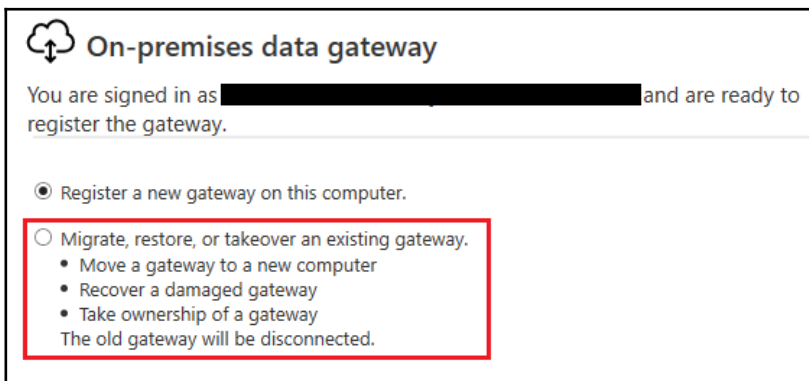 On-premises data gateway
You are signed in as and are ready to
register the gateway.
Register a new gateway on this computer.
Migrate, restore, or takeover an existing gateway.
• Move a gateway to a new computer
• Recover a damaged gateway
• Take ownership of a gateway
The old gateway will be disconnected.